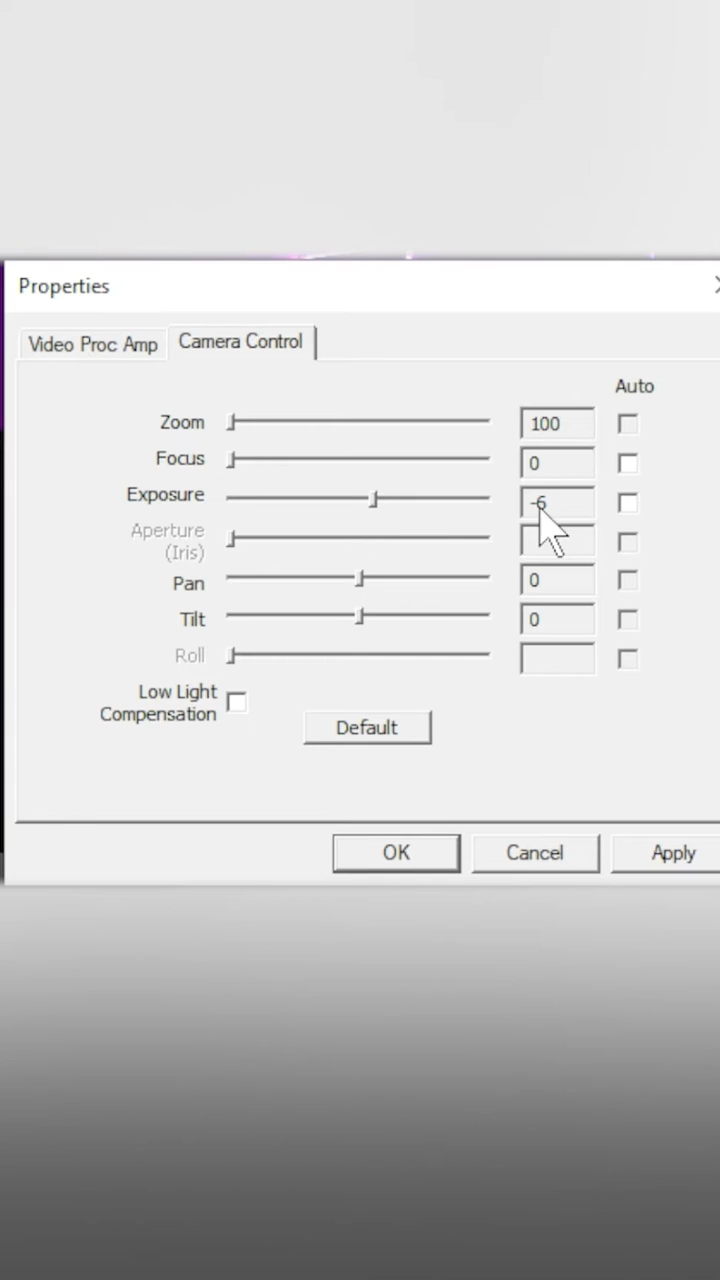 Properties
Video Proc Amp
Camera Control
Auto
Zoom
100
Focus
0
Exposure
-6
Aperture
(Iris)
Pan
0
Tilt
0
Roll
Low Light
Compensation
Default
OK
Cancel
Apply